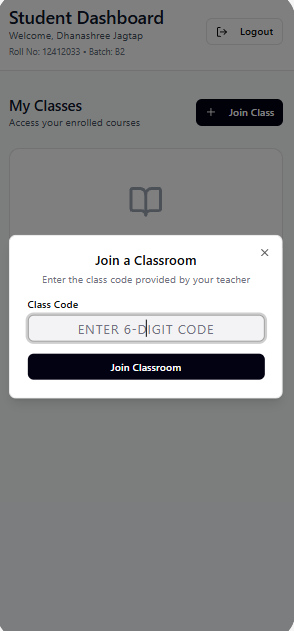 Student Dashboard
Welcome, Dhanashree Jagtap
Roll No: 12412033 • Batch: B2
Logout
My Classes
Access your enrolled courses
Join Class
Join a Classroom
Enter the class code provided by your teacher
Class Code
ENTER 6-DIGIT CODE
Join Classroom